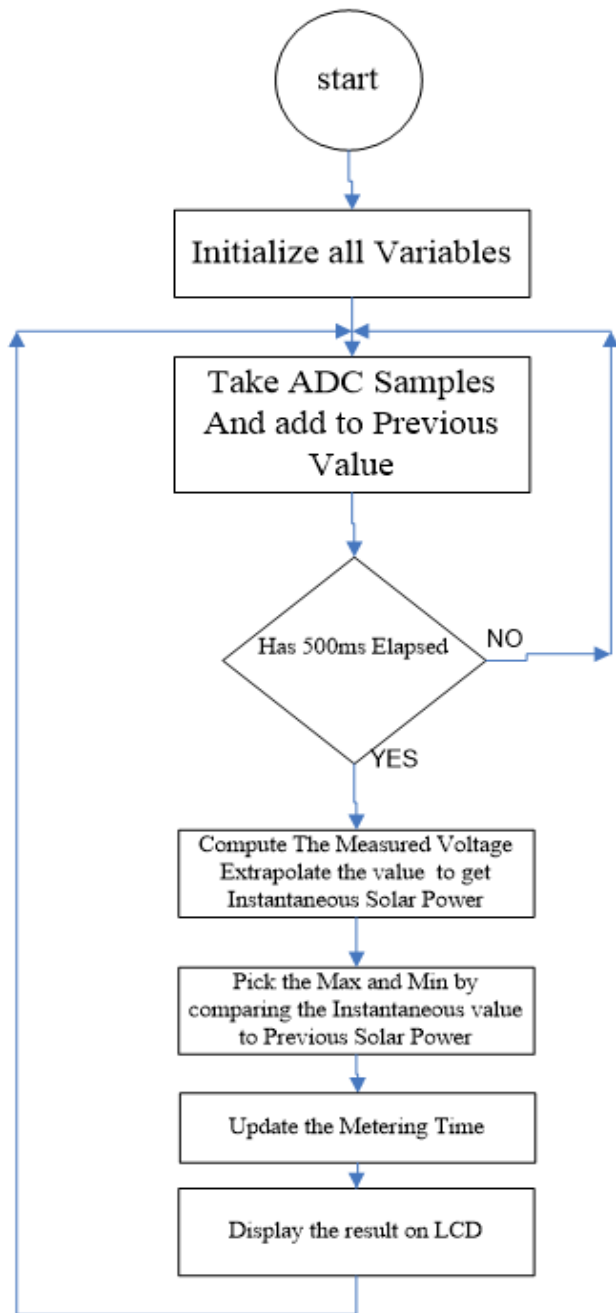 start
Initialize all Variables
Take ADC Samples
And add to Previous
Value
Has 500ms Elapsed
NO
YES
Compute The Measured Voltage
Extrapolate the value to get
Instantaneous Solar Power
Pick the Max and Min by
comparing the Instantaneous value
to Previous Solar Power
Update the Metering Time
Display the result on LCD